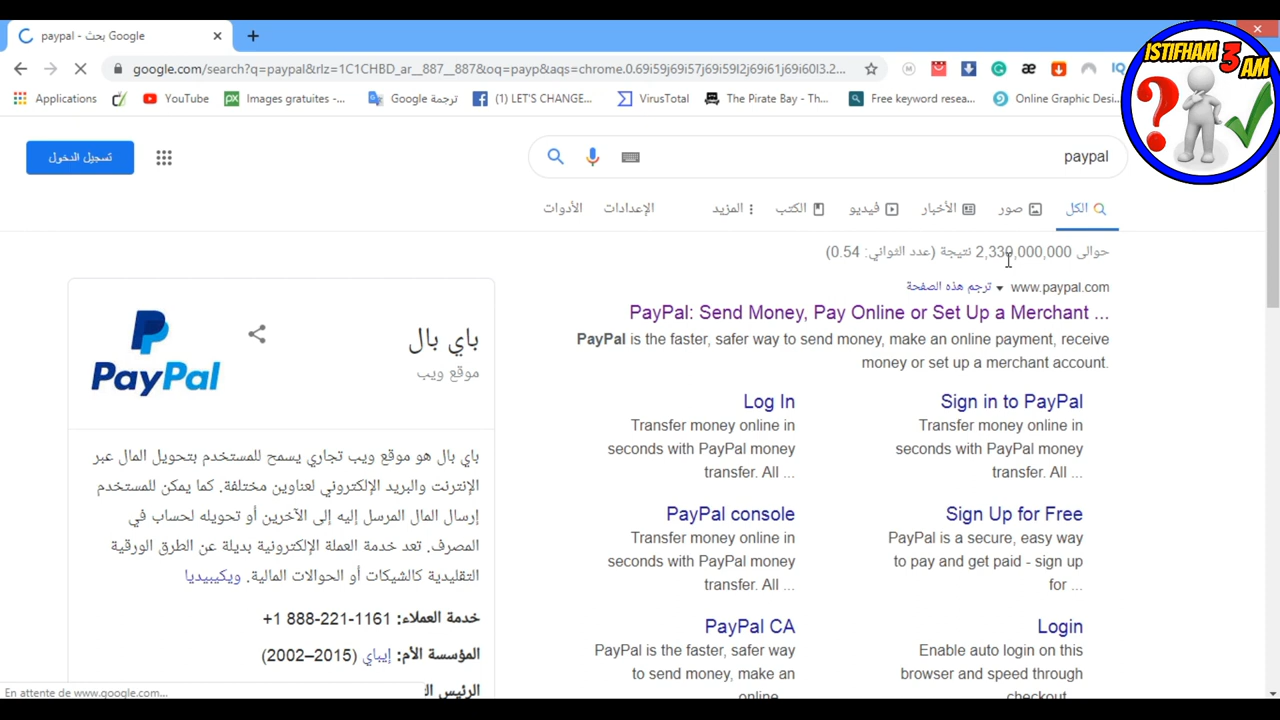 paypal - بحث Google
google.com/search?q=paypal&rlz=1C1CHBD_ar__887__888&oq=payp&aqs=chrome.0.69i59j69i57j69i59l2j69i61j69i60l3.2...
Applications
YouTube
Images gratuites -...
ترجمة Google
(1) LET'S CHANGE...
VirusTotal
The Pirate Bay - Th...
Free keyword resea...
Online Graphic Desi...
ISTIFHAM 3 AM
تسجيل الدخول
paypal
الكل
صور
الأخبار
فيديو
الكتب
المزيد
الإعدادات
الأدوات
حوالى 2,330,000,000 نتيجة (عدد الثواني: 0.54)
www.paypal.com ترجم هذه الصفحة
PayPal: Send Money, Pay Online or Set Up a Merchant ...
PayPal is the faster, safer way to send money, make an online payment, receive
money or set up a merchant account.
Sign in to PayPal
Transfer money online in
seconds with PayPal money
transfer. All ...
Log In
Transfer money online in
seconds with PayPal money
transfer. All ...
Sign Up for Free
PayPal is a secure, easy way
to pay and get paid - sign up
for ...
PayPal console
Transfer money online in
seconds with PayPal money
transfer. All ...
Login
Enable auto login on this
browser and speed through
checkout
PayPal CA
PayPal is the faster, safer way
to send money, make an
online
PayPal
باي بال
موقع ويب
باي بال هو موقع ويب تجاري يسمح للمستخدم بتحويل المال عبر
الإنترنت والبريد الإلكتروني لعناوين مختلفة. كما يمكن للمستخدم
إرسال المال المرسل إليه إلى الآخرين أو تحويله لحساب في
المصرف. تعد خدمة العملة الإلكترونية بديلة عن الطرق الورقية
التقليدية كالشيكات أو الحوالات المالية. ويكيبيديا
خدمة العملاء: ‎+1 888-221-1161
المؤسسة الأم: إيباي (2002–2015)
الرئيس
En attente de www.google.com...